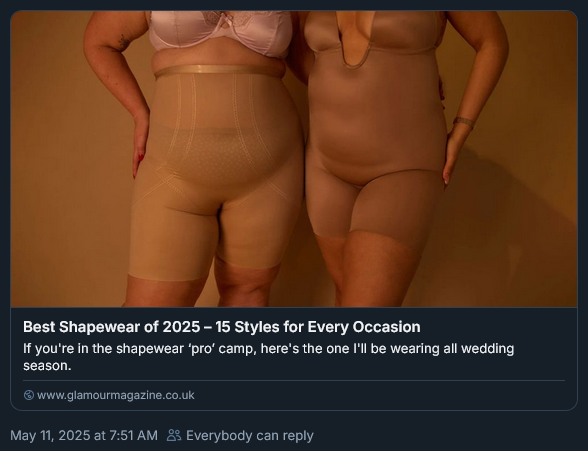 Best Shapewear of 2025 – 15 Styles for Every Occasion
If you're in the shapewear ‘pro’ camp, here's the one I'll be wearing all wedding
season.
www.glamourmagazine.co.uk
May 11, 2025 at 7:51 AM Everybody can reply